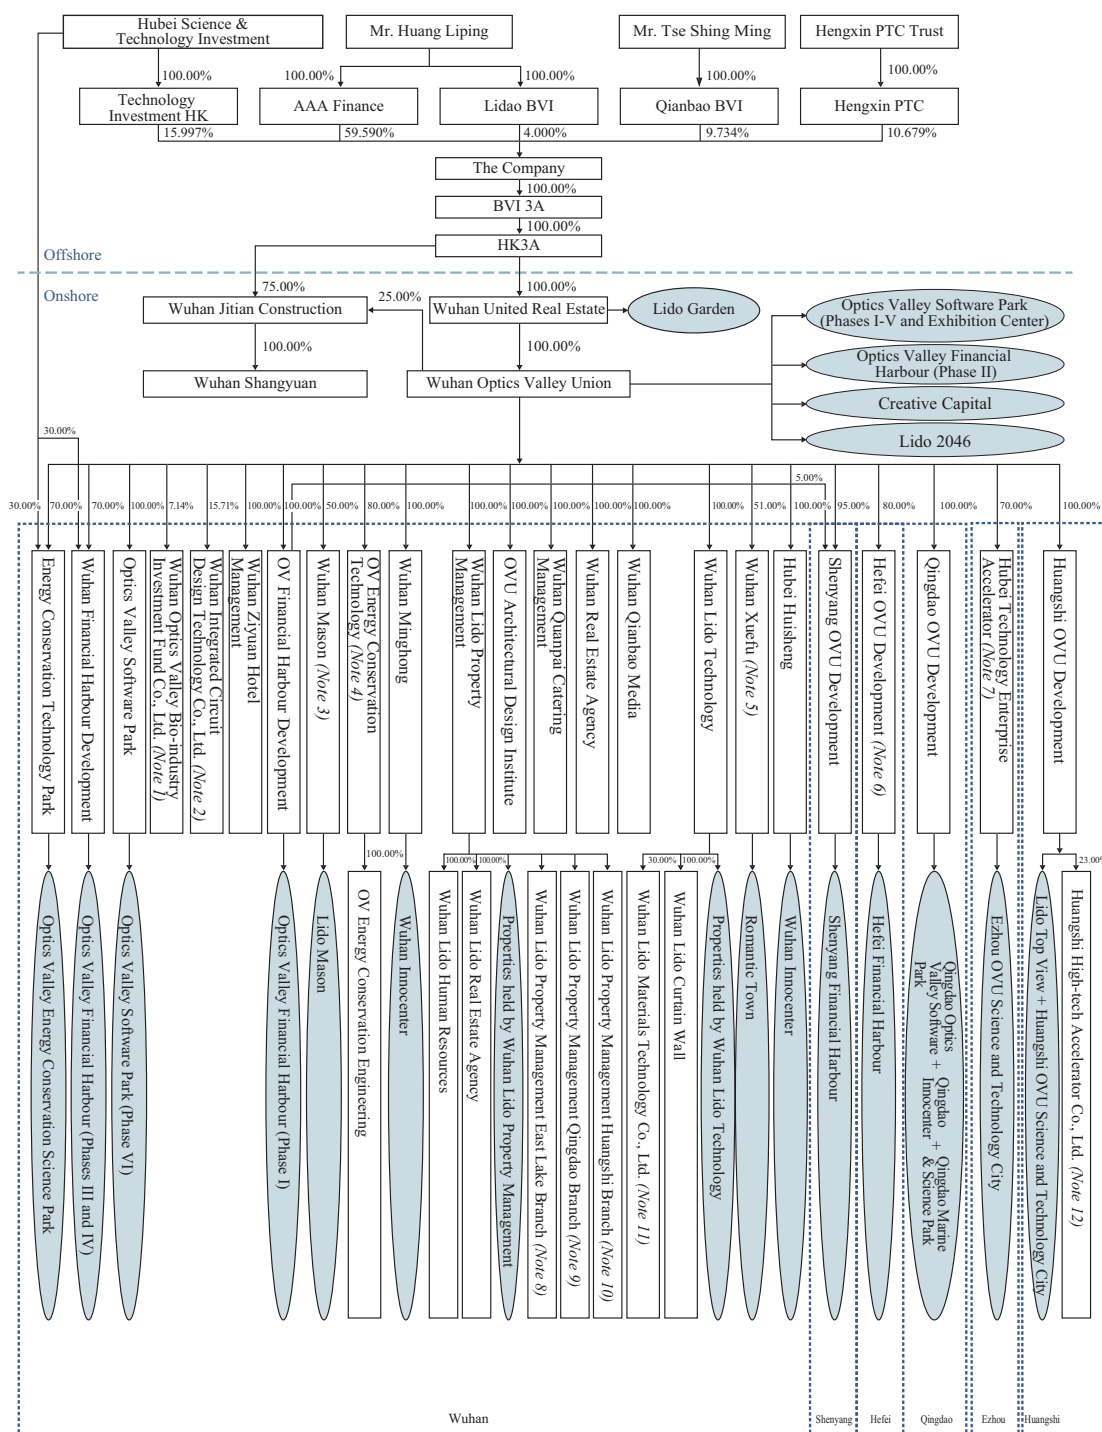 Hubei Science &
Technology Investment
Mr. Huang Liping
Mr. Tse Shing Ming
Hengxin PTC Trust
100.00%
100.00%
100.00%
100.00%
100.00%
Technology
Investment HK
AAA Finance
Lidao BVI
Qianbao BVI
Hengxin PTC
15.997%
59.590%
4.000%
9.734%
10.679%
The Company
100.00%
BVI 3A
100.00%
HK3A
Offshore
Onshore
75.00%
25.00%
100.00%
Wuhan Jitian Construction
Wuhan United Real Estate
Lido Garden
Optics Valley Software Park
(Phases I-V and Exhibition Center)
100.00%
100.00%
Optics Valley Financial
Harbour (Phase II)
Wuhan Shangyuan
Wuhan Optics Valley Union
Creative Capital
Lido 2046
30.00%
5.00%
30.00%
70.00%
70.00%
100.00%
7.14%
15.71%
100.00%
100.00%
50.00%
80.00%
100.00%
100.00%
100.00%
100.00%
100.00%
100.00%
100.00%
51.00%
100.00%
95.00%
80.00%
100.00%
70.00%
100.00%
Energy Conservation Technology Park
Wuhan Financial Harbour Development
Optics Valley Software Park
Wuhan Optics Valley Bio-industry
Investment Fund Co., Ltd. (Note 1)
Wuhan Integrated Circuit
Design Technology Co., Ltd. (Note 2)
Wuhan Ziyuan Hotel
Management
OV Financial Harbour Development
Wuhan Mason (Note 3)
OV Energy Conservation
Technology (Note 4)
Wuhan Minghong
Wuhan Lido Property
Management
OVU Architectural Design Institute
Wuhan Quanpai Catering
Management
Wuhan Real Estate Agency
Wuhan Qianbao Media
Wuhan Lido Technology
Wuhan Xuefu (Note 5)
Hubei Huisheng
Shenyang OVU Development
Hefei OVU Development (Note 6)
Qingdao OVU Development
Hubei Technology Enterprise
Accelerator (Note 7)
Huangshi OVU Development
100.00%
100.00%
100.00%
30.00%
100.00%
23.00%
Optics Valley Energy Conservation Science Park
Optics Valley Financial Harbour (Phases III and IV)
Optics Valley Software Park (Phase VI)
Optics Valley Financial Harbour (Phase I)
Lido Mason
OV Energy Conservation Engineering
Wuhan Innocenter
Wuhan Lido Human Resources
Wuhan Lido Real Estate Agency
Properties held by Wuhan Lido Property Management
Wuhan Lido Property Management East Lake Branch (Note 8)
Wuhan Lido Property Management Qingdao Branch (Note 9)
Wuhan Lido Property Management Huangshi Branch (Note 10)
Wuhan Lido Materials Technology Co., Ltd. (Note 11)
Wuhan Lido Curtain Wall
Properties held by Wuhan Lido Technology
Romantic Town
Wuhan Innocenter
Shenyang Financial Harbour
Hefei Financial Harbour
Qingdao Optics + Qingdao + Qingdao Marine
Valley Software Innocenter & Science Park
Park
Ezhou OVU Science and Technology City
Lido Top View + Huangshi OVU Science and Technology City
Huangshi High-tech Accelerator Co., Ltd. (Note 12)
Wuhan
Shenyang
Hefei
Qingdao
Ezhou
Huangshi